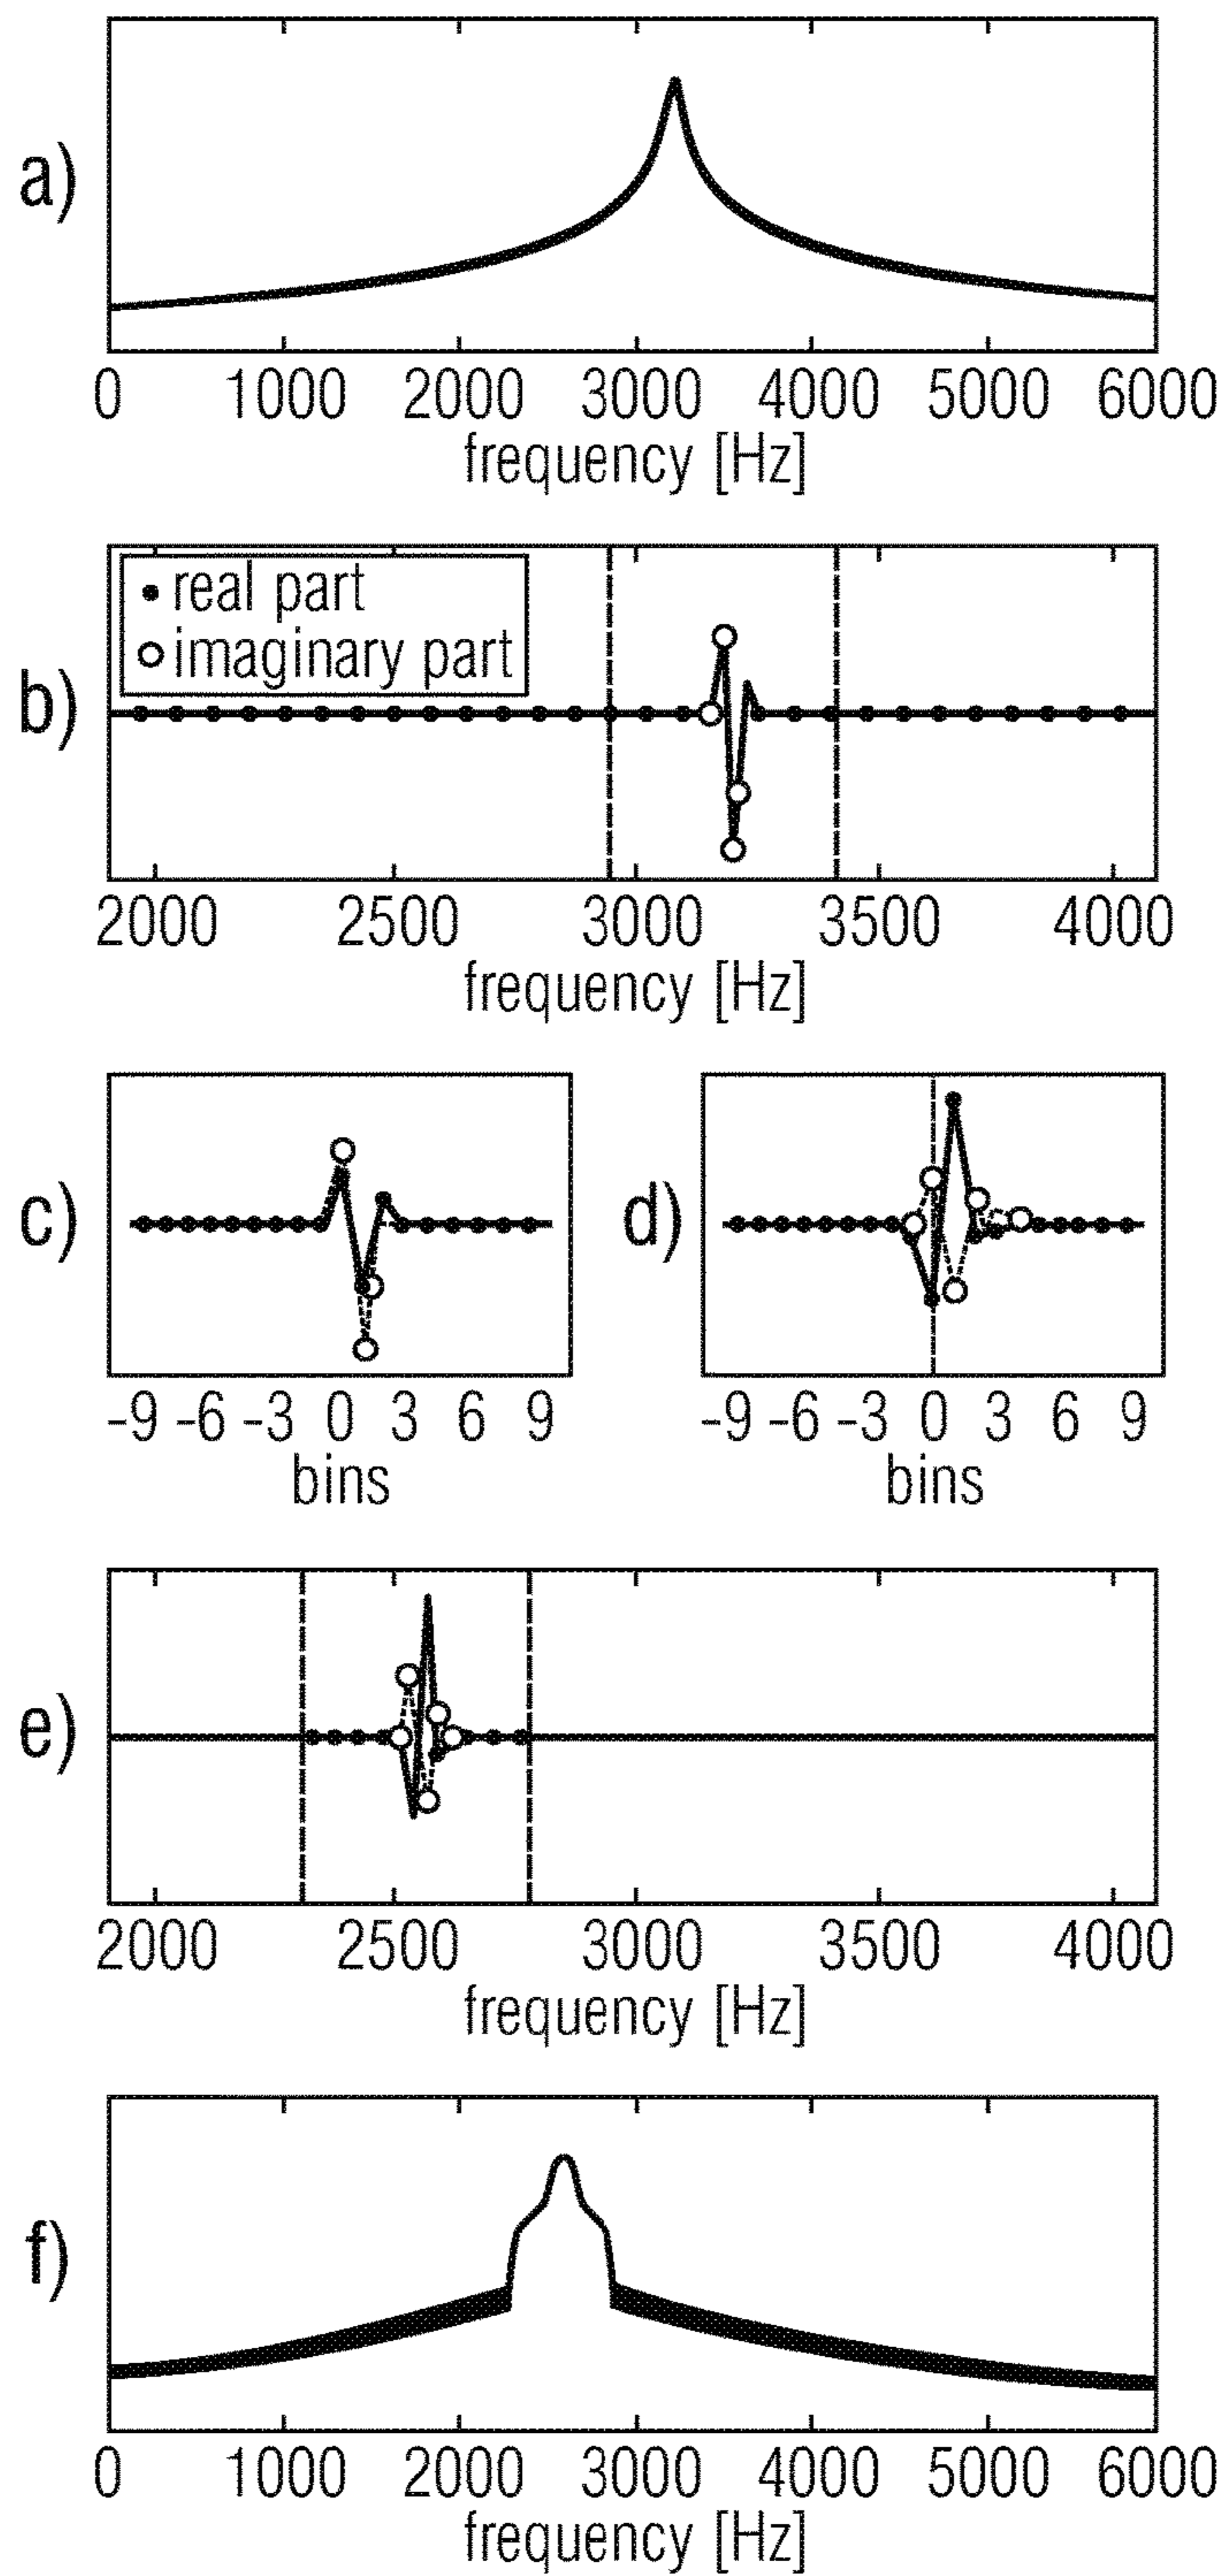 a)
0 1000 2000 3000 4000 5000 6000
frequency [Hz]
real part
imaginary part
b)
2000 2500 3000 3500 4000
frequency [Hz]
c)
-9 -6 -3 0 3 6 9
bins
d)
-9 -6 -3 0 3 6 9
bins
e)
2000 2500 3000 3500 4000
frequency [Hz]
f)
0 1000 2000 3000 4000 5000 6000
frequency [Hz]